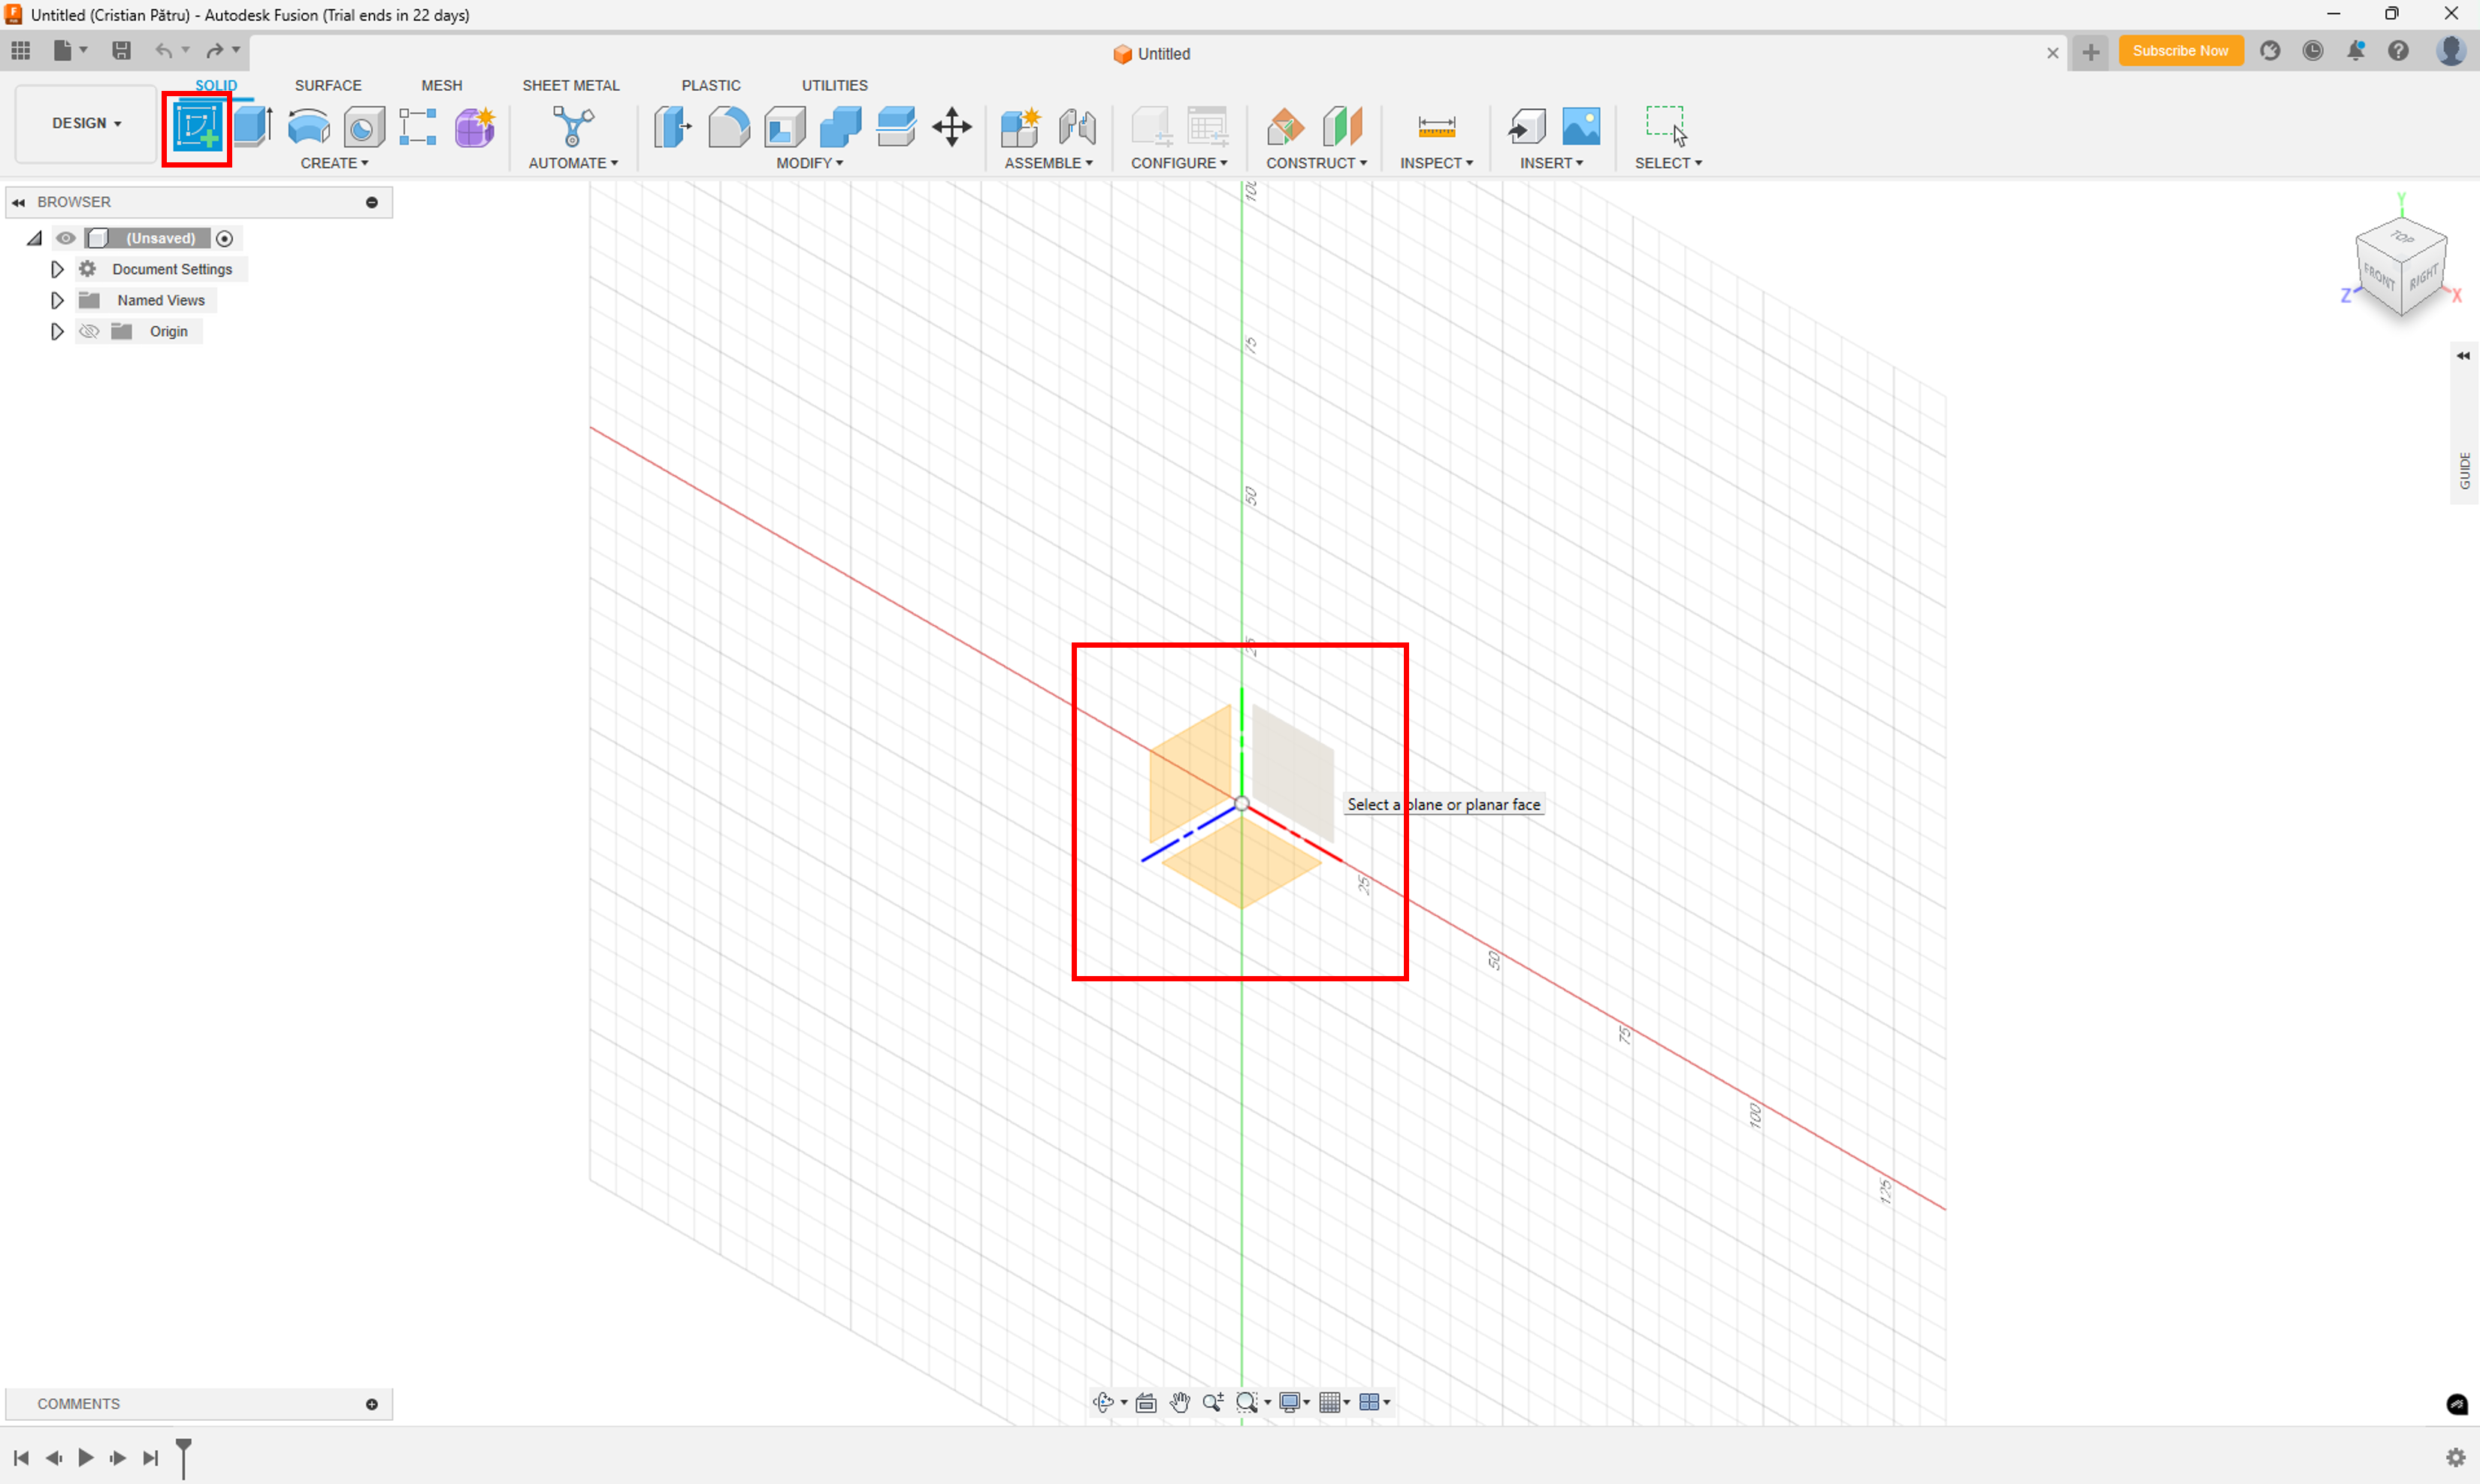 Untitled (Cristian Pătru) - Autodesk Fusion (Trial ends in 22 days)
Untitled
Subscribe Now
SOLID
SURFACE
MESH
SHEET METAL
PLASTIC
UTILITIES
DESIGN
CREATE
AUTOMATE
MODIFY
ASSEMBLE
CONFIGURE
CONSTRUCT
INSPECT
INSERT
SELECT
BROWSER
(Unsaved)
Document Settings
Named Views
Origin
100
75
50
25
Y
TOP
FRONT
RIGHT
Z
X
GUIDE
Select a plane or planar face
25
50
75
100
125
COMMENTS